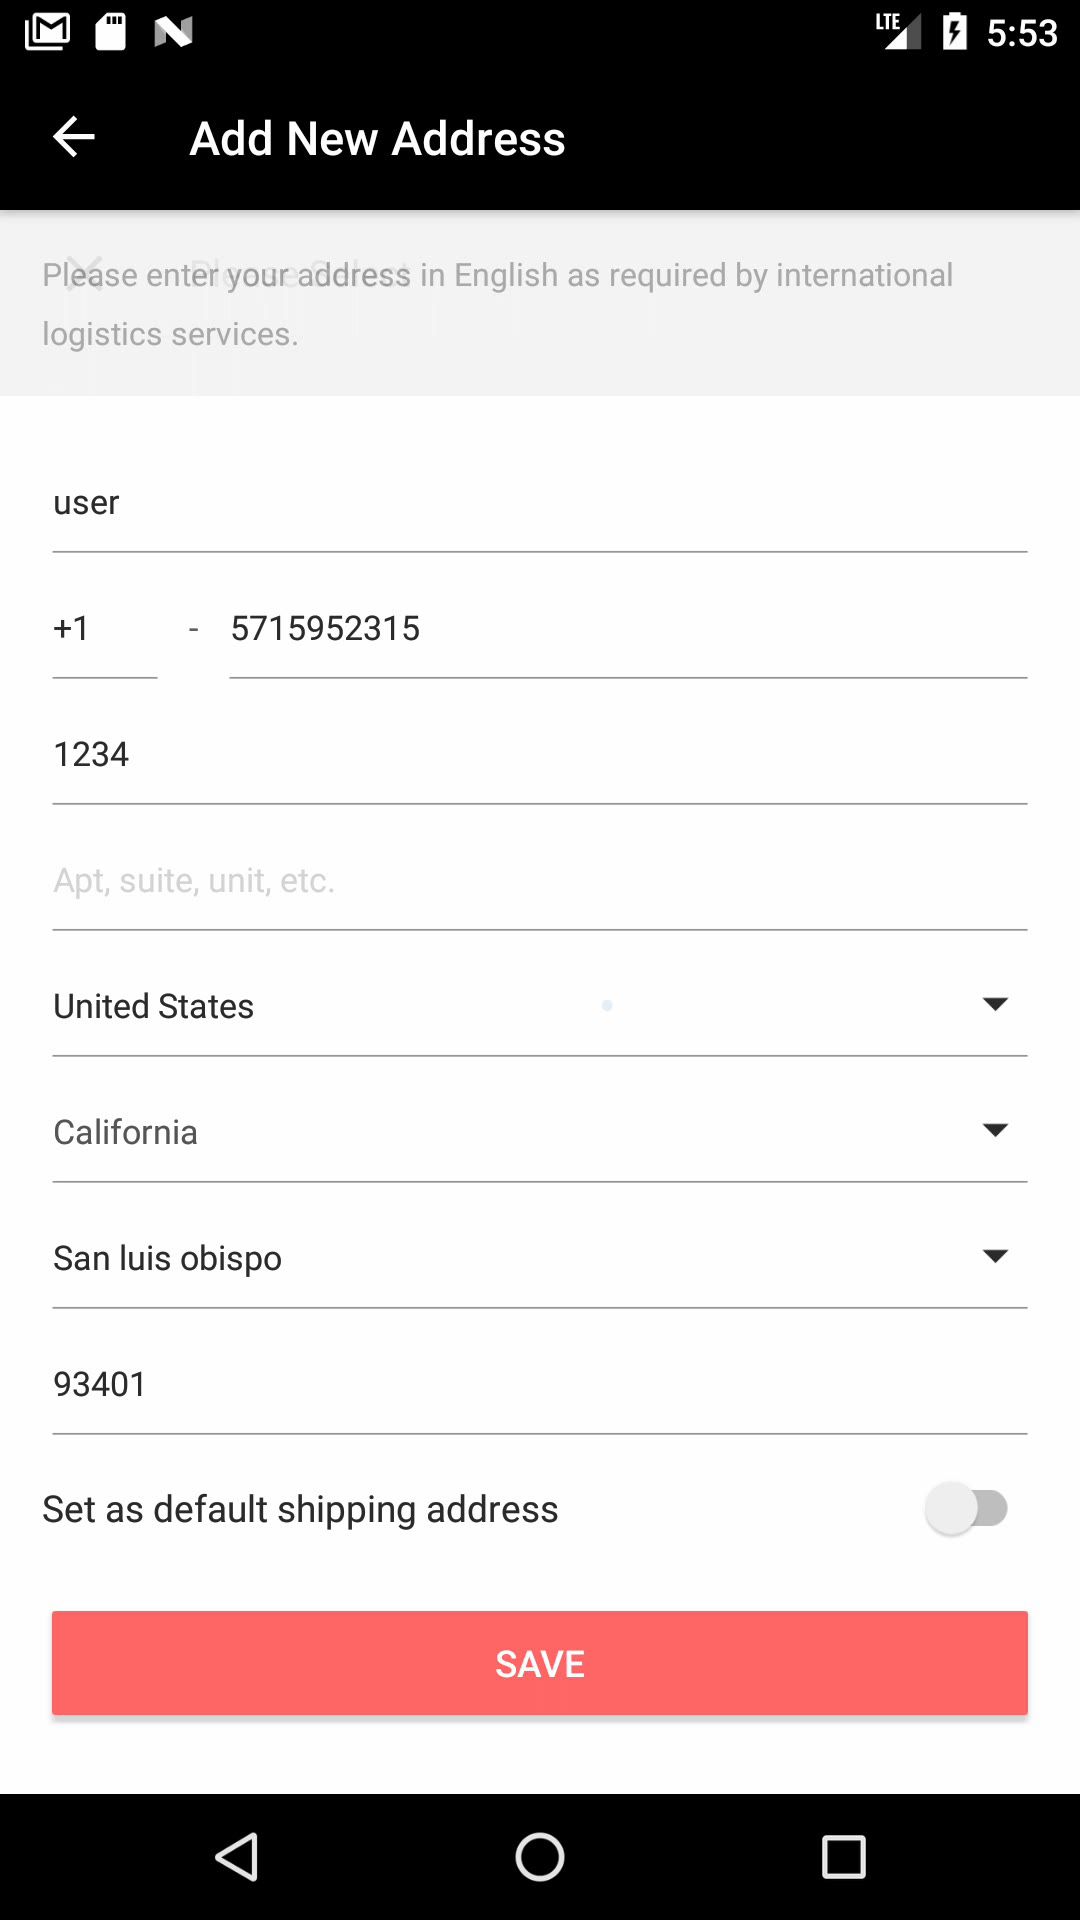 LTE 5:53
Add New Address
Please Select
Please enter your address in English as required by international
logistics services.
user
+1 - 5715952315
1234
Apt, suite, unit, etc.
United States
California
San luis obispo
93401
Set as default shipping address
SAVE